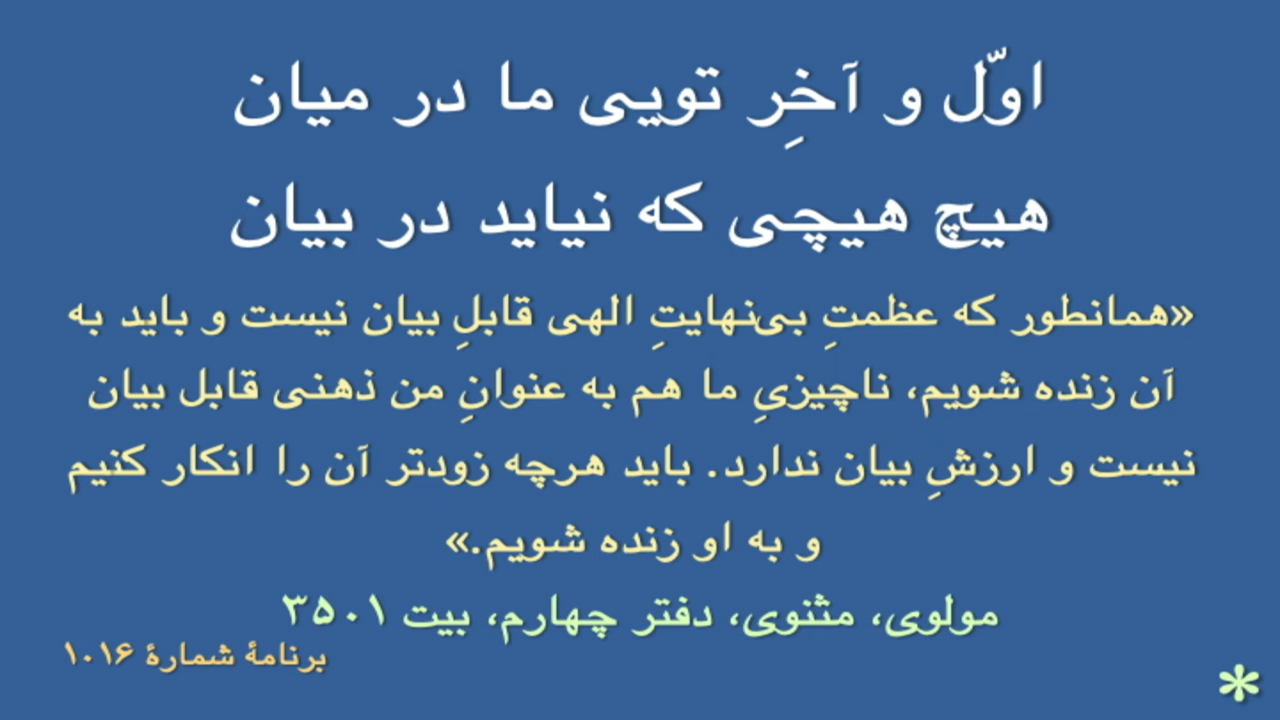 اوّل و آخرِ تویی ما در میان
هیچ هیچی که نیاید در بیان
«همانطور که عظمتِ بی‌نهایتِ الهی قابلِ بیان نیست و باید به
آن زنده شویم، ناچیزیِ ما هم به عنوانِ من ذهنی قابل بیان
نیست و ارزشِ بیان ندارد. باید هرچه زودتر آن را انکار کنیم
و به او زنده شویم.»
مولوی، مثنوی، دفتر چهارم، بیت ۳۵۰۱
برنامهٔ شمارهٔ ۱۰۱۶
*